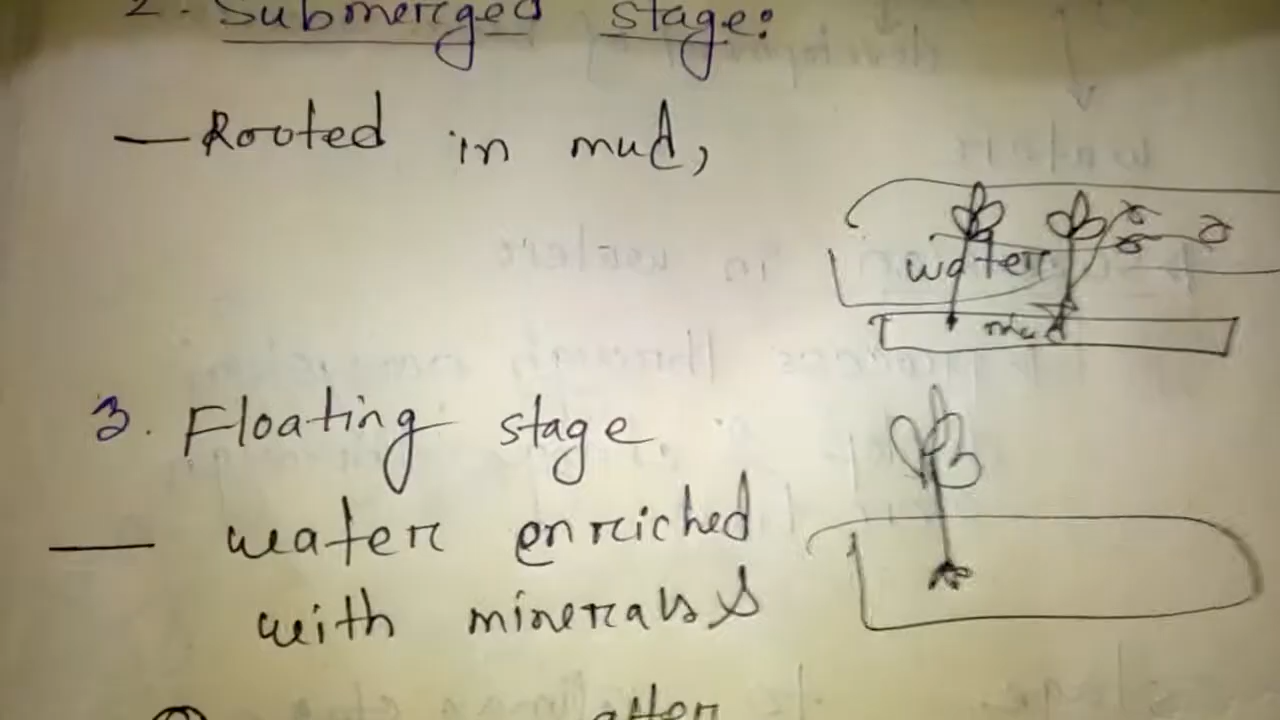 2. Submerged stage:
— Rooted in mud,
water
mud
3. Floating stage
— water enriched
with minerals &
after